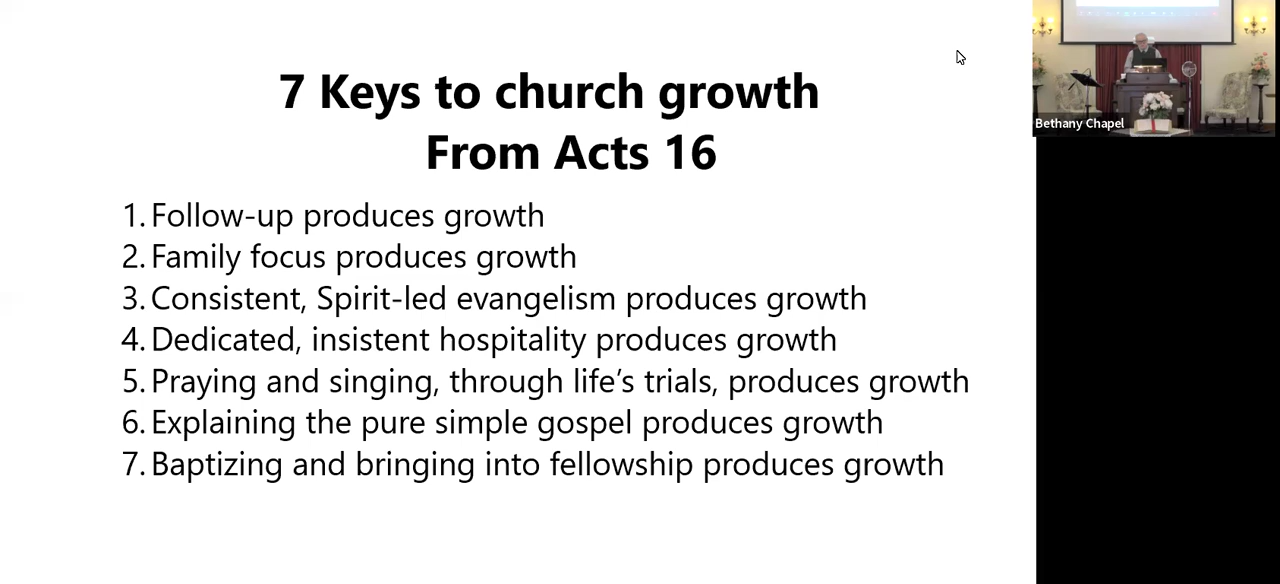 7 Keys to church growth
From Acts 16
1. Follow-up produces growth
2. Family focus produces growth
3. Consistent, Spirit-led evangelism produces growth
4. Dedicated, insistent hospitality produces growth
5. Praying and singing, through life’s trials, produces growth
6. Explaining the pure simple gospel produces growth
7. Baptizing and bringing into fellowship produces growth
Bethany Chapel